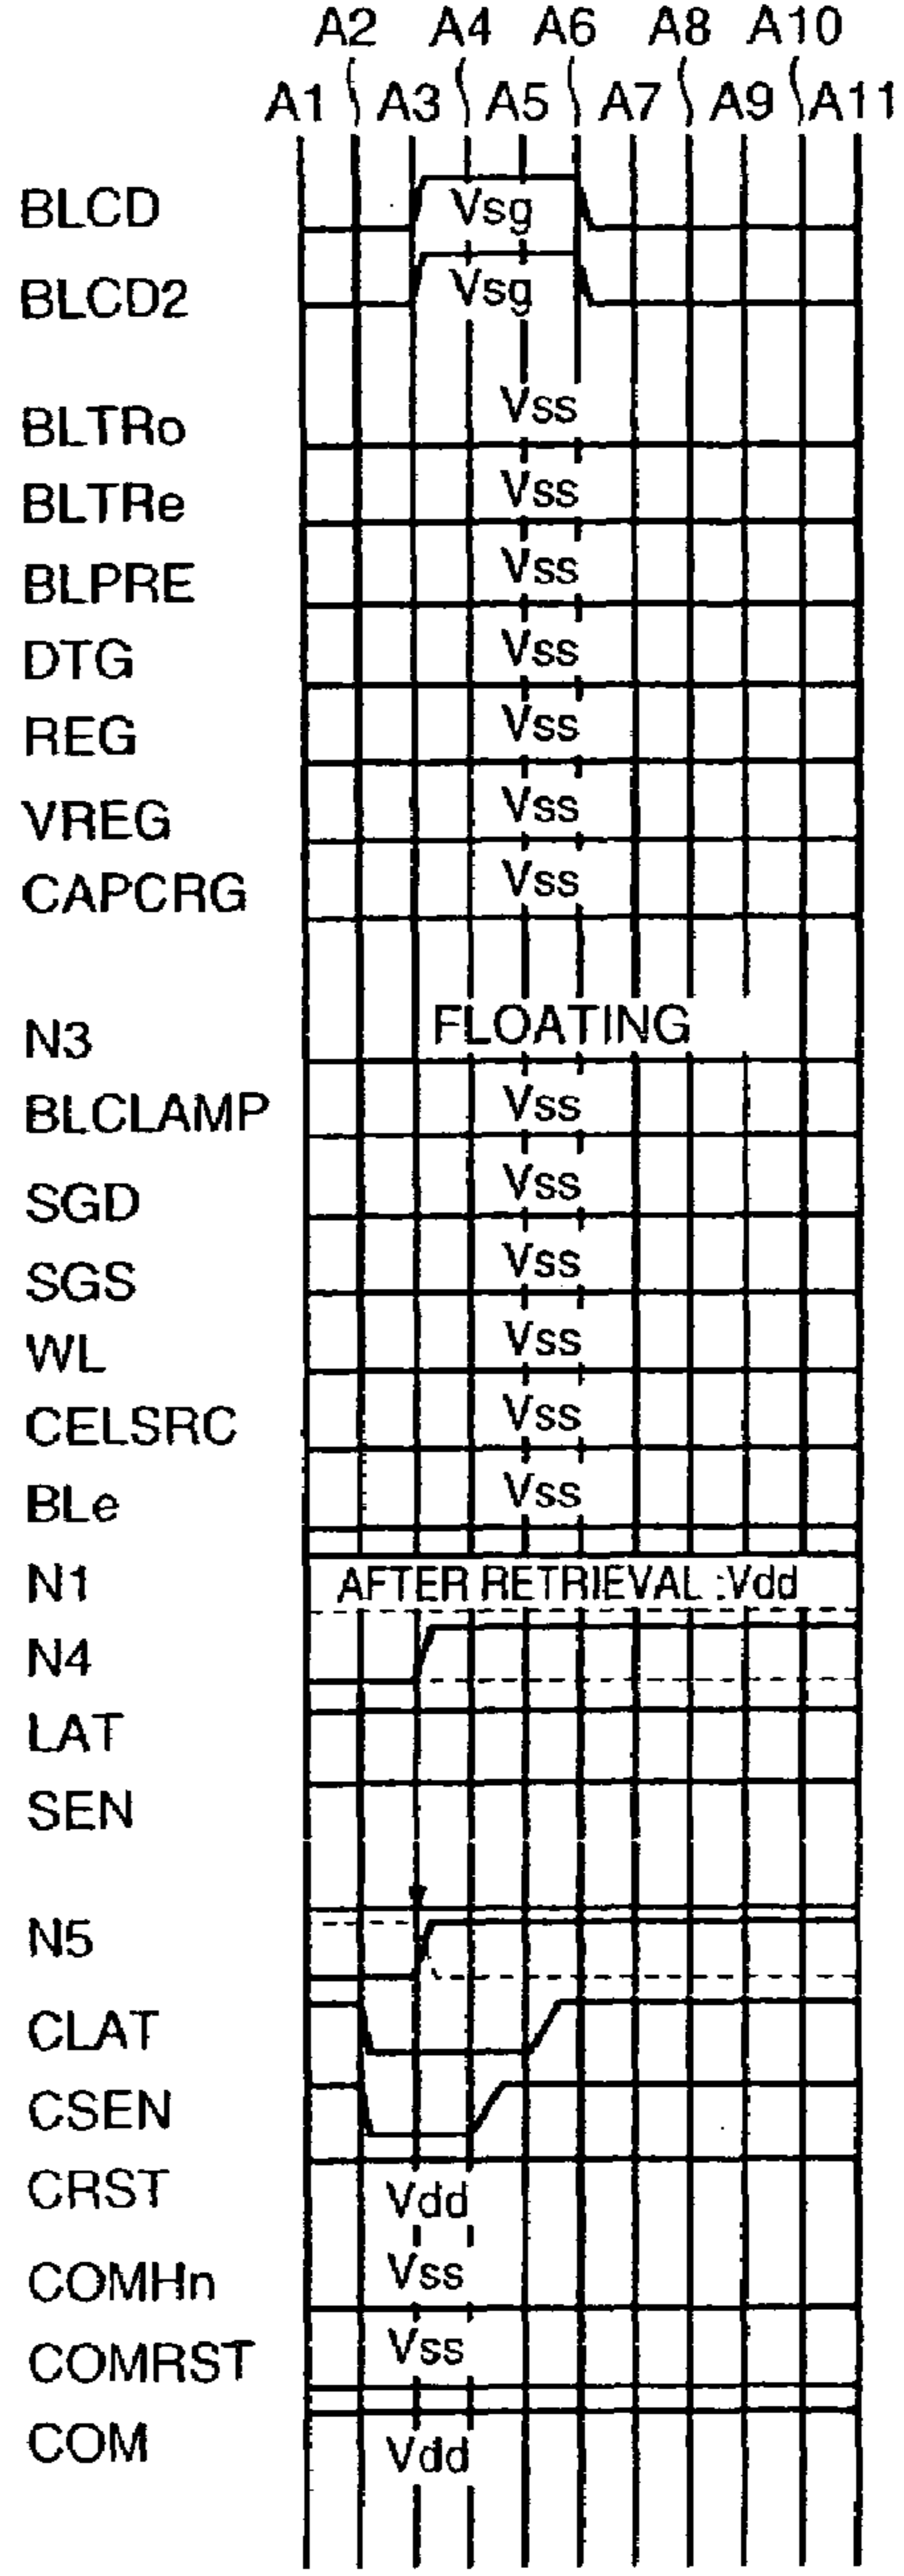 A2 A4 A6 A8 A10
A1 A3 A5 A7 A9 A11
BLCD Vsg
BLCD2 Vsg
BLTRo Vss
BLTRe Vss
BLPRE Vss
DTG Vss
REG Vss
VREG Vss
CAPCRG Vss
N3 FLOATING
BLCLAMP Vss
SGD Vss
SGS Vss
WL Vss
CELSRC Vss
BLe Vss
N1 AFTER RETRIEVAL :Vdd
N4
LAT
SEN
N5
CLAT
CSEN
CRST Vdd
COMHn Vss
COMRST Vss
COM Vdd